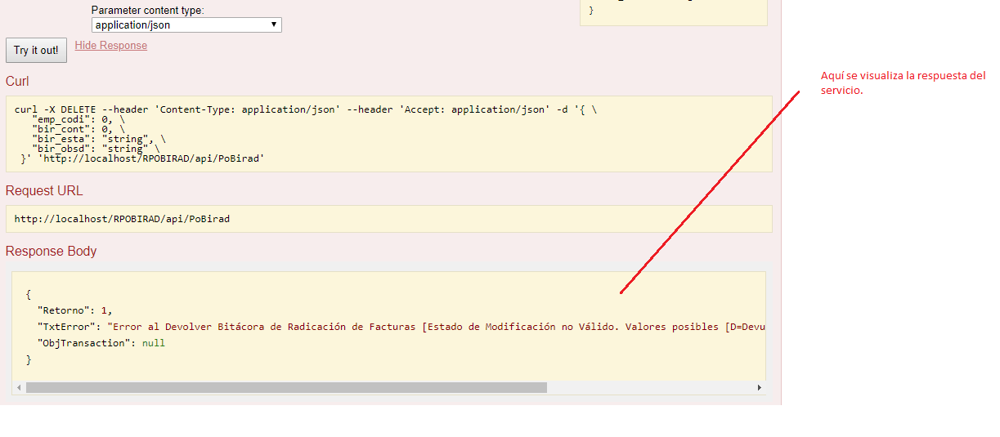 Parameter content type:
}
application/json
Try it out!
Hide Response
Curl
Aquí se visualiza la respuesta del
servicio.
curl -X DELETE --header 'Content-Type: application/json' --header 'Accept: application/json' -d '{ \
"emp_codi": 0, \
"bir_cont": 0, \
"bir_esta": "string", \
"bir_obsd": "string" \
}' 'http://localhost/RPOBIRAD/api/PoBirad'
Request URL
http://localhost/RPOBIRAD/api/PoBirad
Response Body
{
"Retorno": 1,
"TxtError": "Error al Devolver Bitácora de Radicación de Facturas [Estado de Modificación no Válido. Valores posibles [D=Devu
"ObjTransaction": null
}